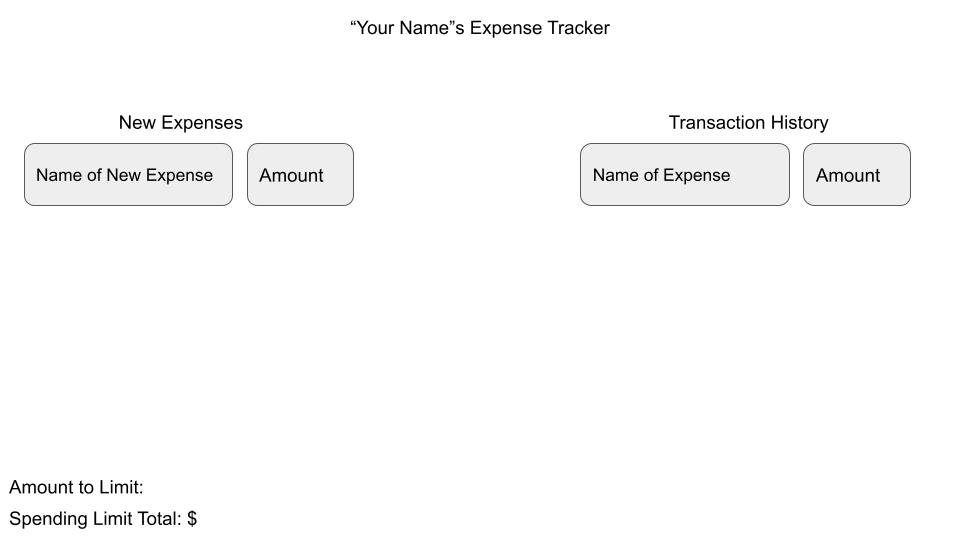 “Your Name”s Expense Tracker
New Expenses
Name of New Expense
Amount
Transaction History
Name of Expense
Amount
Amount to Limit:
Spending Limit Total: $